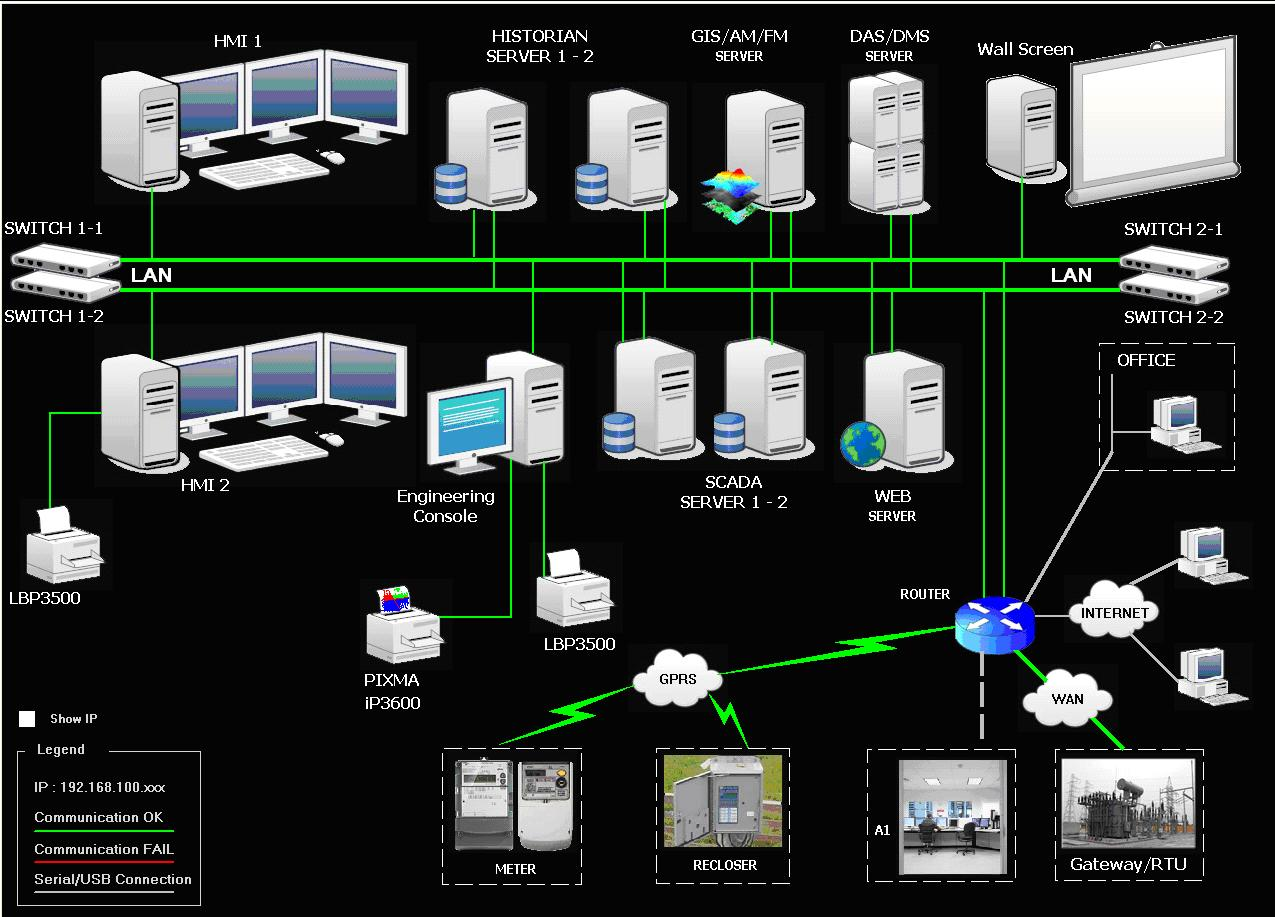 HMI 1
HISTORIAN
SERVER 1 - 2
GIS/AM/FM
SERVER
DAS/DMS
SERVER
Wall Screen
SWITCH 1-1
SWITCH 2-1
LAN
LAN
SWITCH 1-2
SWITCH 2-2
OFFICE
HMI 2
Engineering
Console
SCADA
SERVER 1 - 2
WEB
SERVER
LBP3500
ROUTER
INTERNET
LBP3500
PIXMA
iP3600
GPRS
WAN
Show IP
Legend
IP : 192.168.100.xxx
Communication OK
Communication FAIL
Serial/USB Connection
METER
RECLOSER
A1
Gateway/RTU